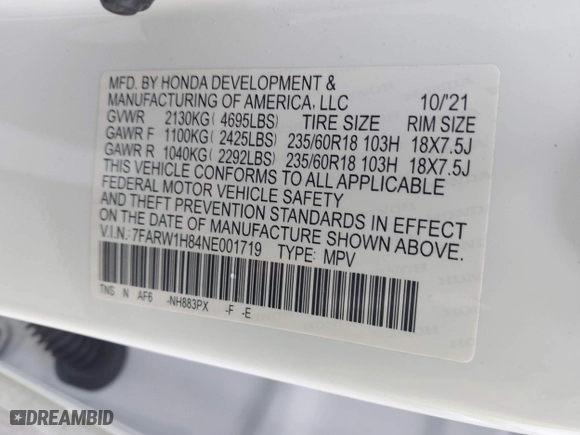 MFD. BY HONDA DEVELOPMENT &
MANUFACTURING OF AMERICA, LLC 10/'21
GVWR 2130KG( 4695LBS) TIRE SIZE RIM SIZE
GAWR F 1100KG( 2425LBS) 235/60R18 103H 18X7.5J
GAWR R 1040KG( 2292LBS) 235/60R18 103H 18X7.5J
THIS VEHICLE CONFORMS TO ALL APPLICABLE
FEDERAL MOTOR VEHICLE SAFETY
AND THEFT PREVENTION STANDARDS IN EFFECT
ON THE DATE OF MANUFACTURE SHOWN ABOVE.
V.I.N.:7FARW1H84NE001719 TYPE: MPV
TNS N AF6 -NH883PX -F -E
DREAMBID